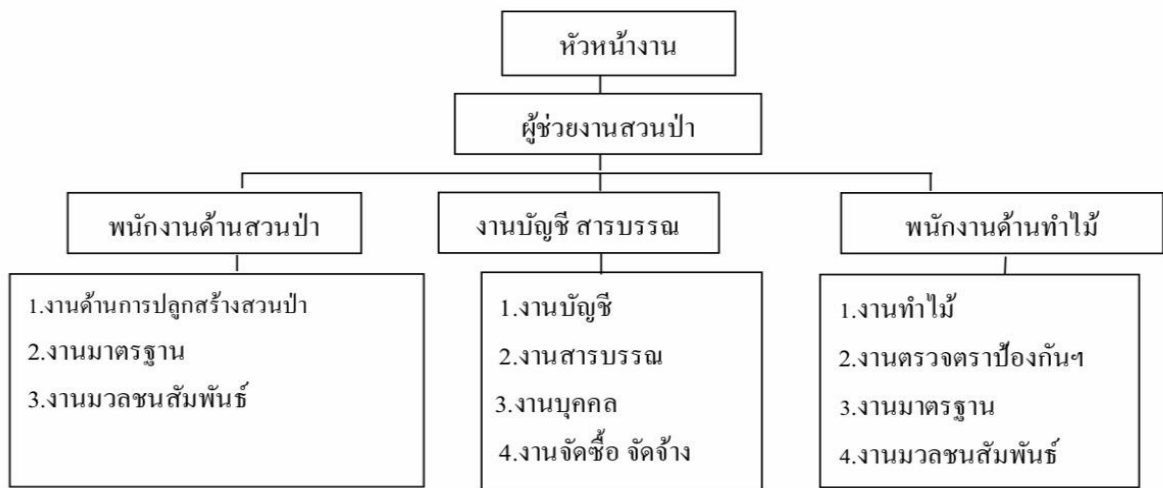 หัวหน้างาน
ผู้ช่วยงานสวนป่า
พนักงานด้านสวนป่า
1.งานด้านการปลูกสร้างสวนป่า
2.งานมาตรฐาน
3.งานมวลชนสัมพันธ์
งานบัญชี สารบรรณ
1.งานบัญชี
2.งานสารบรรณ
3.งานบุคคล
4.งานจัดซื้อ จัดจ้าง
พนักงานด้านทำไม้
1.งานทำไม้
2.งานตรวจตราป้องกันฯ
3.งานมาตรฐาน
4.งานมวลชนสัมพันธ์